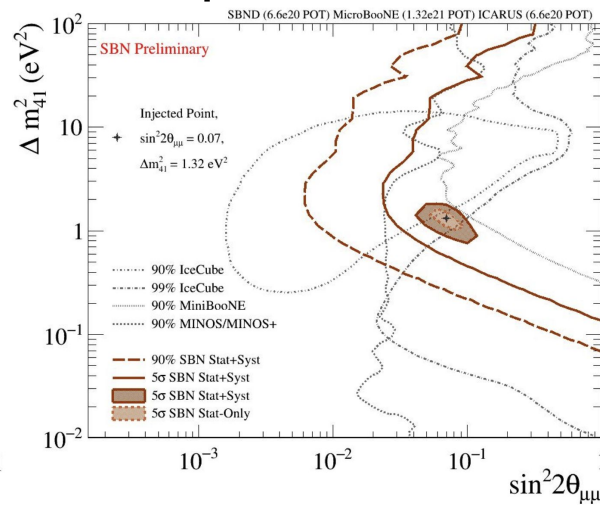 SBND (6.6e20 POT) MicroBooNE (1.32e21 POT) ICARUS (6.6e20 POT)
SBN Preliminary
Injected Point,
sin²2θμμ = 0.07,
Δm²41 = 1.32 eV²
90% IceCube
99% IceCube
90% MiniBooNE
90% MINOS/MINOS+
90% SBN Stat+Syst
5σ SBN Stat+Syst
5σ SBN Stat+Syst
5σ SBN Stat-Only
Δ m²41 (eV²)
10²
10
1
10⁻¹
10⁻²
10⁻³
10⁻²
10⁻¹
sin²2θμμ